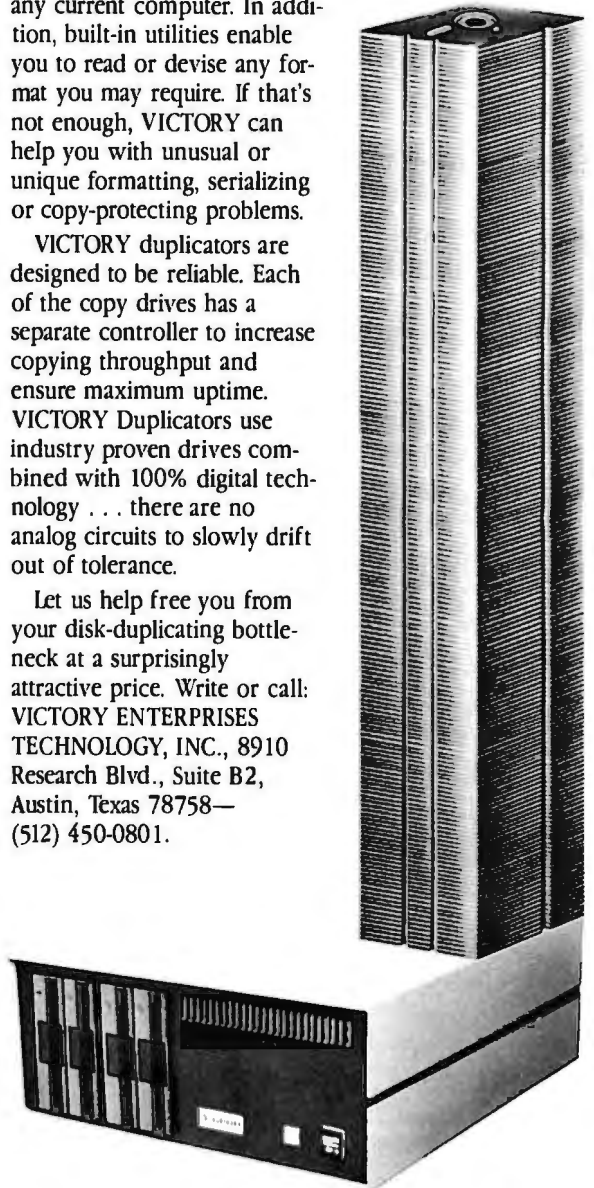 any current computer. In addi-
tion, built-in utilities enable
you to read or devise any for-
mat you may require. If that's
not enough, VICTORY can
help you with unusual or
unique formatting, serializing
or copy-protecting problems.
VICTORY duplicators are
designed to be reliable. Each
of the copy drives has a
separate controller to increase
copying throughput and
ensure maximum uptime.
VICTORY Duplicators use
industry proven drives com-
bined with 100% digital tech-
nology . . . there are no
analog circuits to slowly drift
out of tolerance.
Let us help free you from
your disk-duplicating bottle-
neck at a surprisingly
attractive price. Write or call:
VICTORY ENTERPRISES
TECHNOLOGY, INC., 8910
Research Blvd., Suite B2,
Austin, Texas 78758—
(512) 450-0801.